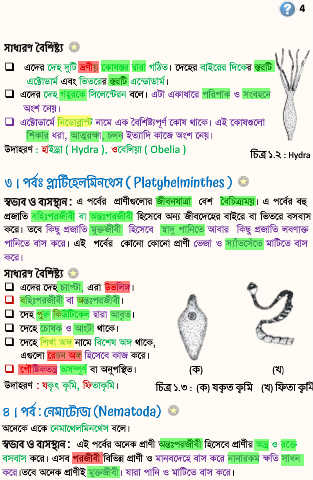 4
সাধারণ বৈশিষ্ট্য
এদের দেহ দুটি ভ্রূণীয় কোষস্তর দ্বারা গঠিত। দেহের বাইরের দিকের স্তরটি
এক্টোডার্ম এবং ভিতরের স্তরটি এন্ডোডার্ম।
এদের দেহ গহ্বরকে সিলেন্টেরন বলে। এটা একাধারে পরিপাক ও সংবহনে
অংশ নেয়।
এক্টোডার্মে নিডোব্লাস্ট নামে এক বৈশিষ্ট্যপূর্ণ কোষ থাকে। এই কোষগুলো
শিকার ধরা, আত্মরক্ষা, চলন ইত্যাদি কাজে অংশ নেয়।
উদাহরণ : হাইড্রা ( Hydra ), ওবেলিয়া ( Obelia )
চিত্র ১.২ : Hydra
৩ । পর্বঃ প্লাটিহেলমিনথেস ( Platyhelminthes )
স্বভাব ও বাসস্থান: এ পর্বের প্রাণীগুলোর জীবনযাত্রা বেশ বৈচিত্র্যময়। এ পর্বের বহু
প্রজাতি বহিঃপরজীবী বা অন্তঃপরজীবী হিসেবে অন্য জীবদেহের বাইরে বা ভিতরে বসবাস
করে। তবে কিছু প্রজাতি মুক্তজীবী হিসেবে স্বাদু পানিতে আবার কিছু প্রজাতি লবণাক্ত
পানিতে বাস করে। এই পর্বের কোনো কোনো প্রাণী ভেজা ও স্যাঁতসেঁতে মাটিতে বাস
করে।
সাধারণ বৈশিষ্ট্য
এদের দেহ চ্যাপ্টা, এরা উভলিঙ্গ।
বহিঃপরজীবী বা অন্তঃপরজীবী।
দেহ পুরু কিউটিকল দ্বারা আবৃত।
দেহে চোষক ও আংটা থাকে।
দেহে শিখা অঙ্গ নামে বিশেষ অঙ্গ থাকে,
এগুলো রেচন অঙ্গ হিসেবে কাজ করে।
পৌষ্টিকতন্ত্র অসম্পূর্ণ বা অনুপস্থিত।
উদাহরণ : যকৃৎ কৃমি, ফিতাকৃমি।
(ক) (খ)
চিত্র ১.৩ : (ক) যকৃত কৃমি (খ) ফিতা কৃমি
৪ । পর্ব : নেমাটোডা (Nematoda)
অনেকে একে নেমাথেলমিনথেস বলে।
স্বভাব ও বাসস্থান: এই পর্বের অনেক প্রাণী অন্তঃপরজীবী হিসেবে প্রাণীর অন্ত্র ও রক্তে
বসবাস করে। এসব পরজীবী বিভিন্ন প্রাণী ও মানবদেহে বাস করে নানারকম ক্ষতি সাধন
করে।তবে অনেক প্রাণীই মুক্তজীবী। যারা পানি ও মাটিতে বাস করে।